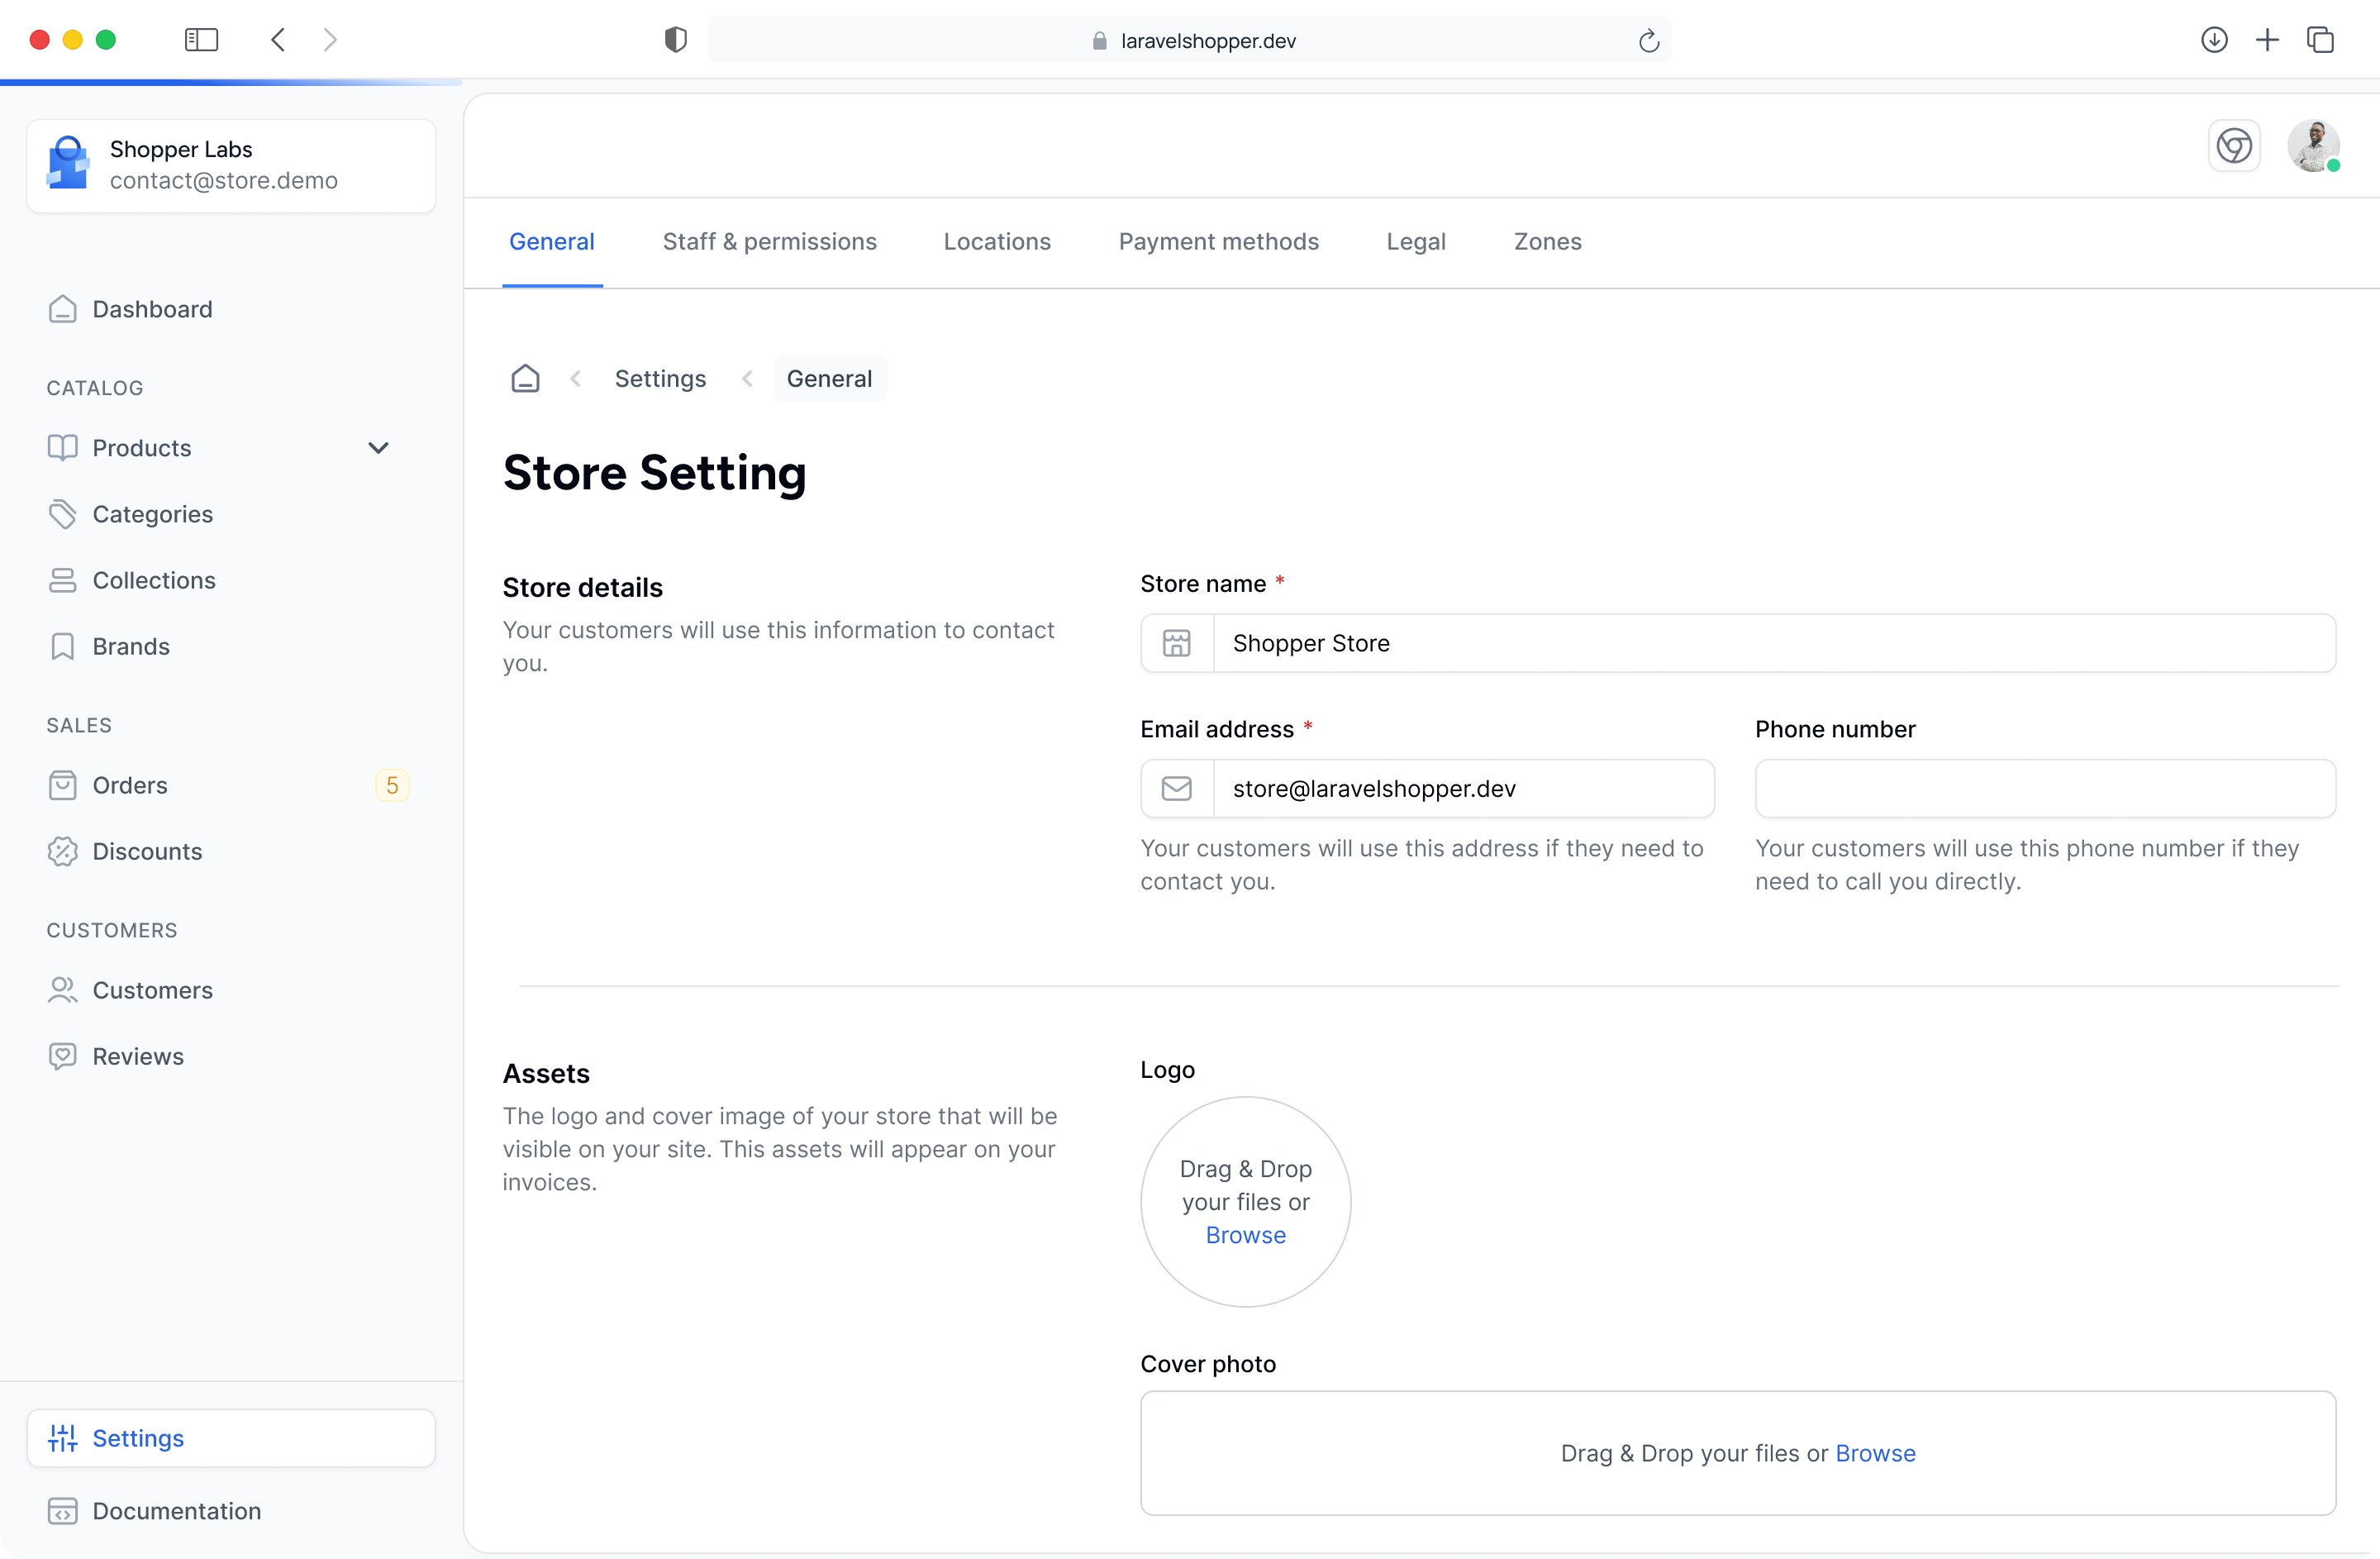 laravelshopper.dev
Shopper Labs
contact@store.demo
Dashboard
CATALOG
Products
Categories
Collections
Brands
SALES
Orders
5
Discounts
CUSTOMERS
Customers
Reviews
Settings
Documentation
General
Staff & permissions
Locations
Payment methods
Legal
Zones
Settings
General
Store Setting
Store details
Your customers will use this information to contact
you.
Store name *
Shopper Store
Email address *
store@laravelshopper.dev
Your customers will use this address if they need to
contact you.
Phone number
Your customers will use this phone number if they
need to call you directly.
Assets
The logo and cover image of your store that will be
visible on your site. This assets will appear on your
invoices.
Logo
Drag & Drop
your files or
Browse
Cover photo
Drag & Drop your files or Browse